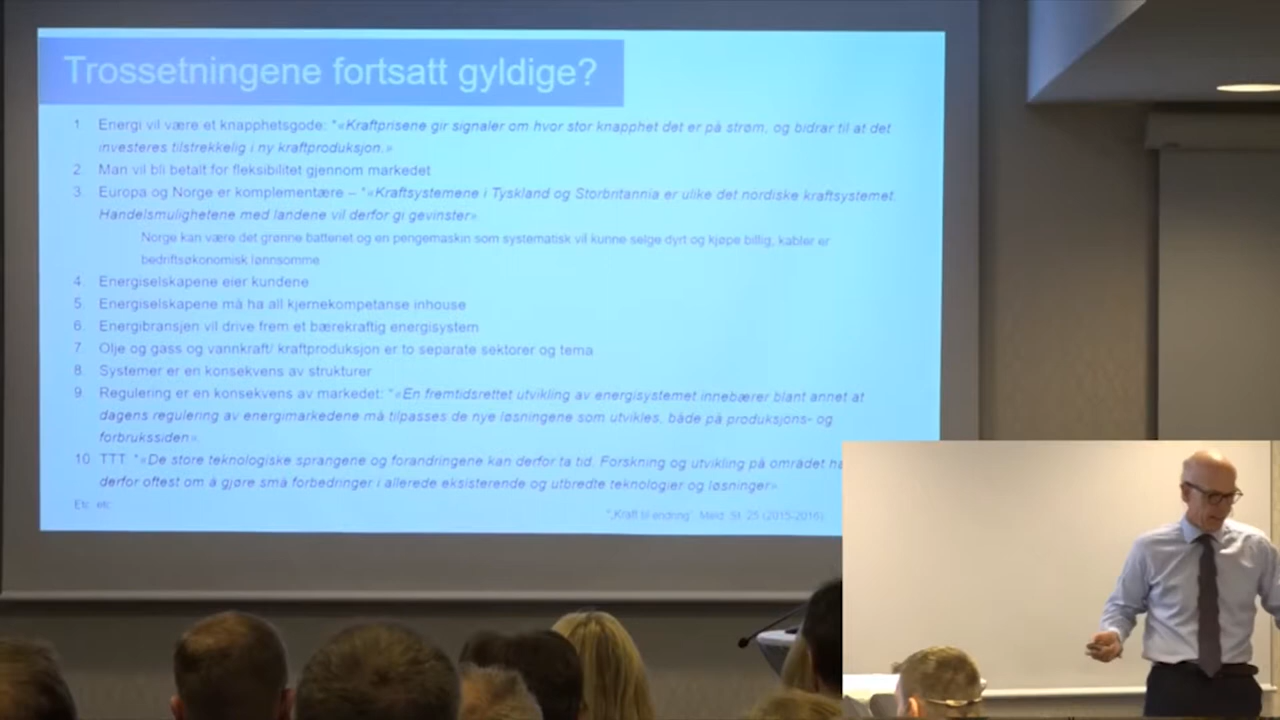 Trossetningene fortsatt gyldige?
1. Energi vil være et knapphetsgode: "«Kraftprisene gir signaler om hvor stor knapphet det er på strøm, og bidrar til at det
investeres tilstrekkelig i ny kraftproduksjon.»
2. Man vil bli betalt for fleksibilitet gjennom markedet
3. Europa og Norge er komplementære – "«Kraftsystemene i Tyskland og Storbritannia er ulike det nordiske kraftsystemet.
Handelsmulighetene med landene vil derfor gi gevinster»
Norge kan være det grønne batteriet og en pengemaskin som systematisk vil kunne selge dyrt og kjøpe billig, kabler er
bedriftsøkonomisk lønnsomme
4. Energiselskapene eier kundene
5. Energiselskapene må ha all kjernekompetanse inhouse
6. Energibransjen vil drive frem et bærekraftig energisystem
7. Olje og gass og vannkraft/ kraftproduksjon er to separate sektorer og tema
8. Systemer er en konsekvens av strukturer
9. Regulering er en konsekvens av markedet: "«En fremtidsrettet utvikling av energisystemet innebærer blant annet at
dagens regulering av energimarkedene må tilpasses de nye løsningene som utvikles, både på produksjons- og
forbrukssiden».
10. TTT: "«De store teknologiske sprangene og forandringene kan derfor ta tid. Forskning og utvikling på området
derfor oftest om å gjøre små forbedringer i allerede eksisterende og utbredte teknologier og løsninger»
Etc. etc.
"„Kraft til endring". Meld. St. 25 (2015-2016)